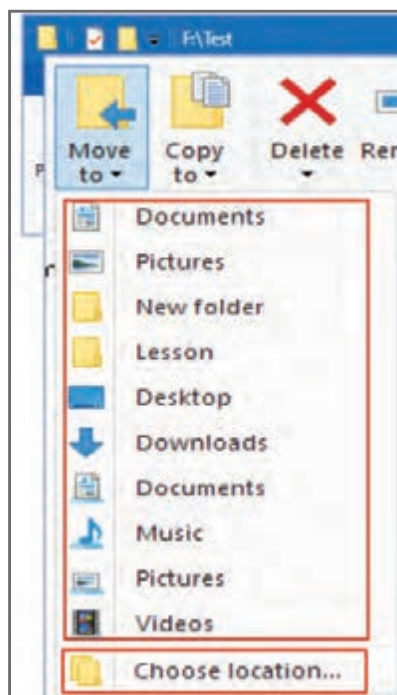 F:\Test
Move to
Copy to
Delete
Documents
Pictures
New folder
Lesson
Desktop
Downloads
Documents
Music
Pictures
Videos
Choose location...